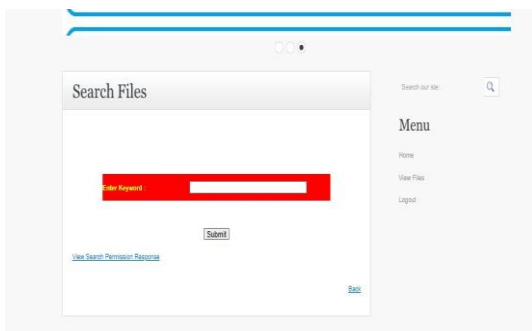 Search Files
Enter Keyword :
Submit
View Search Permission Response
Back
Search our site:
Menu
Home
View Files
Logout